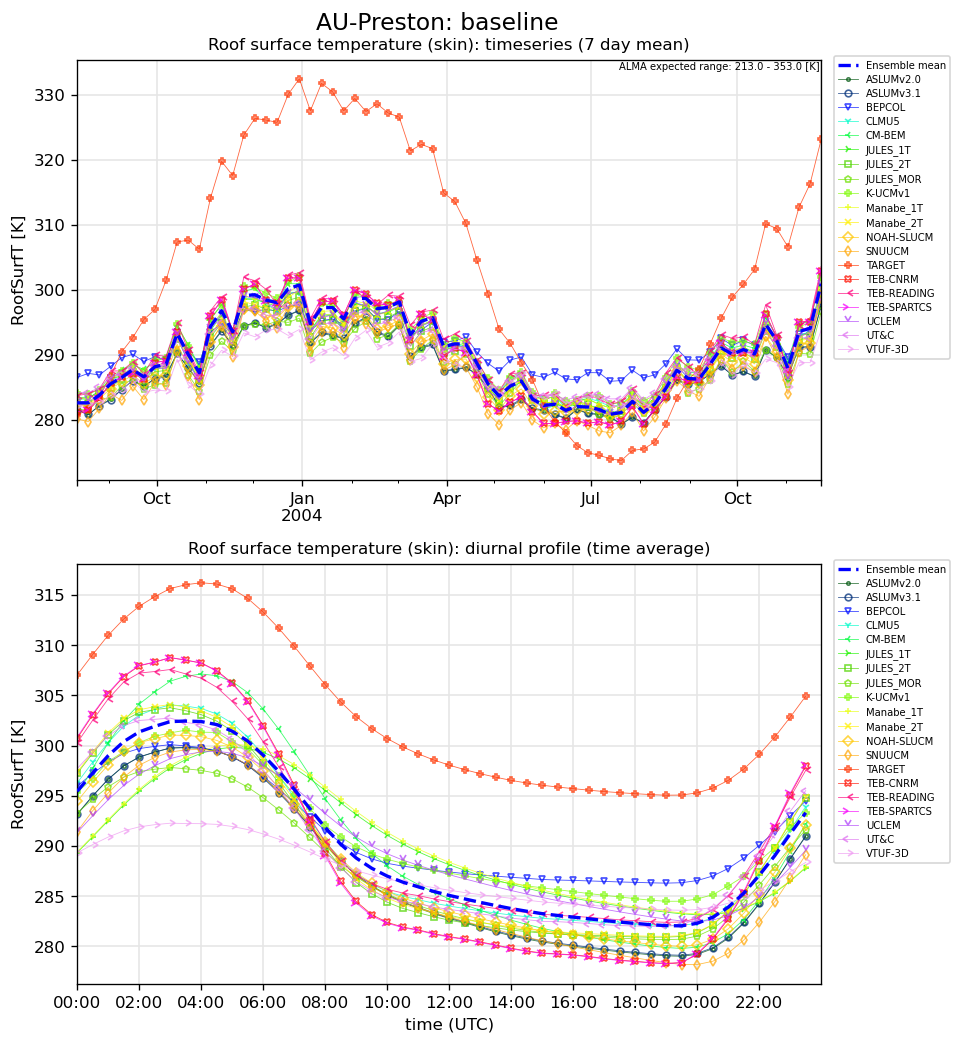 AU-Preston: baseline
Roof surface temperature (skin): timeseries (7 day mean)
ALMA expected range: 213.0 - 353.0 [K]
RoofSurfT [K]
330
320
310
300
290
280
Oct
Jan
2004
Apr
Jul
Oct
Ensemble mean
ASLUMv2.0
ASLUMv3.1
BEPCOL
CLMU5
CM-BEM
JULES_1T
JULES_2T
JULES_MOR
K-UCMv1
Manabe_1T
Manabe_2T
NOAH-SLUCM
SNUUCM
TARGET
TEB-CNRM
TEB-READING
TEB-SPARTCS
UCLEM
UT&C
VTUF-3D
Roof surface temperature (skin): diurnal profile (time average)
RoofSurfT [K]
315
310
305
300
295
290
285
280
00:00
02:00
04:00
06:00
08:00
10:00
12:00
14:00
16:00
18:00
20:00
22:00
time (UTC)
Ensemble mean
ASLUMv2.0
ASLUMv3.1
BEPCOL
CLMU5
CM-BEM
JULES_1T
JULES_2T
JULES_MOR
K-UCMv1
Manabe_1T
Manabe_2T
NOAH-SLUCM
SNUUCM
TARGET
TEB-CNRM
TEB-READING
TEB-SPARTCS
UCLEM
UT&C
VTUF-3D